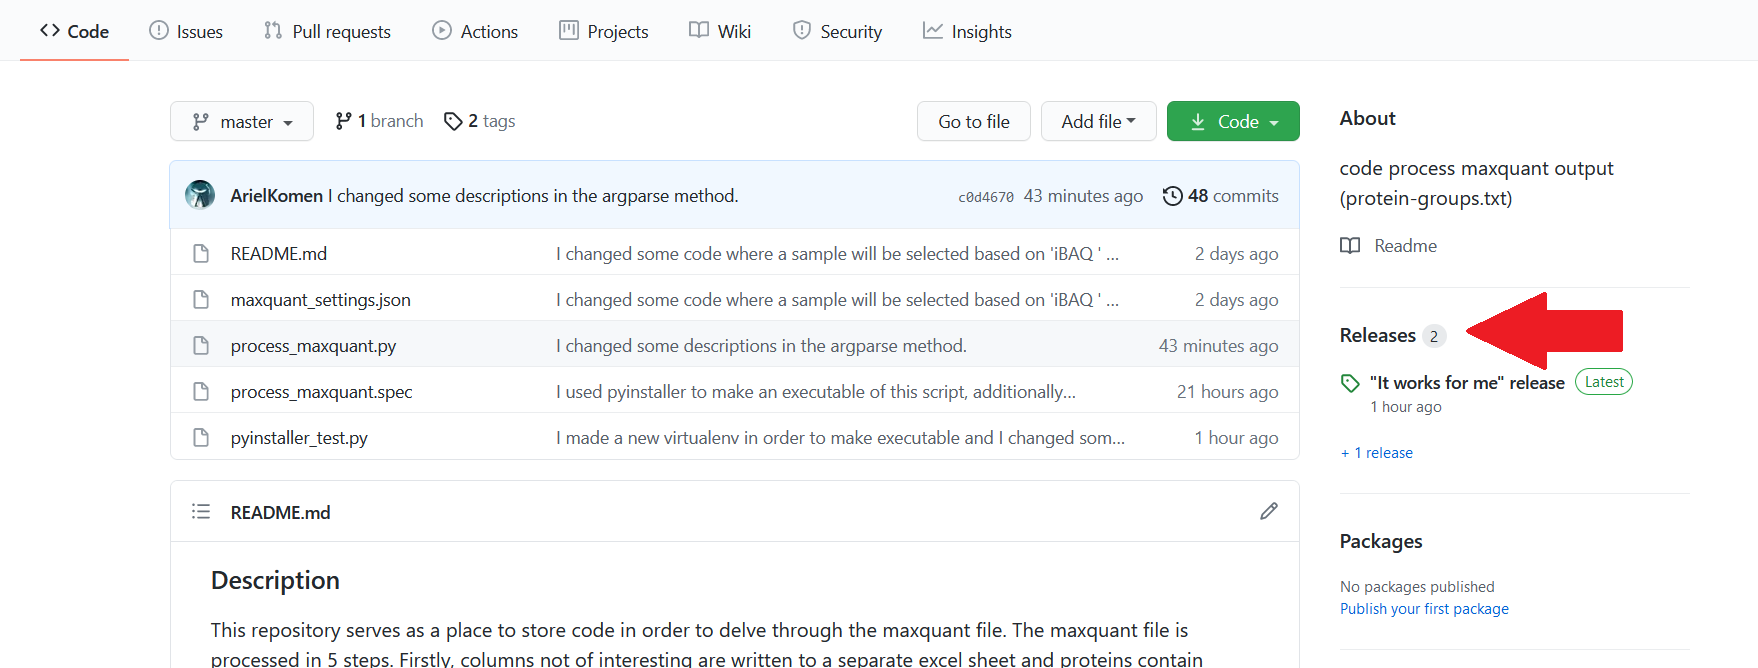 Code Issues Pull requests Actions Projects Wiki Security Insights
master 1 branch 2 tags Go to file Add file Code
ArielKomen I changed some descriptions in the argparse method. c0d4670 43 minutes ago 48 commits
README.md I changed some code where a sample will be selected based on 'iBAQ ' ... 2 days ago
maxquant_settings.json I changed some code where a sample will be selected based on 'iBAQ ' ... 2 days ago
process_maxquant.py I changed some descriptions in the argparse method. 43 minutes ago
process_maxquant.spec I used pyinstaller to make an executable of this script, additionally... 21 hours ago
pyinstaller_test.py I made a new virtualenv in order to make executable and I changed som... 1 hour ago
README.md
Description
This repository serves as a place to store code in order to delve through the maxquant file. The maxquant file is
processed in 5 steps. Firstly, columns not of interesting are written to a separate excel sheet and proteins contain
About
code process maxquant output
(protein-groups.txt)
Readme
Releases 2
"It works for me" release Latest
1 hour ago
+ 1 release
Packages
No packages published
Publish your first package